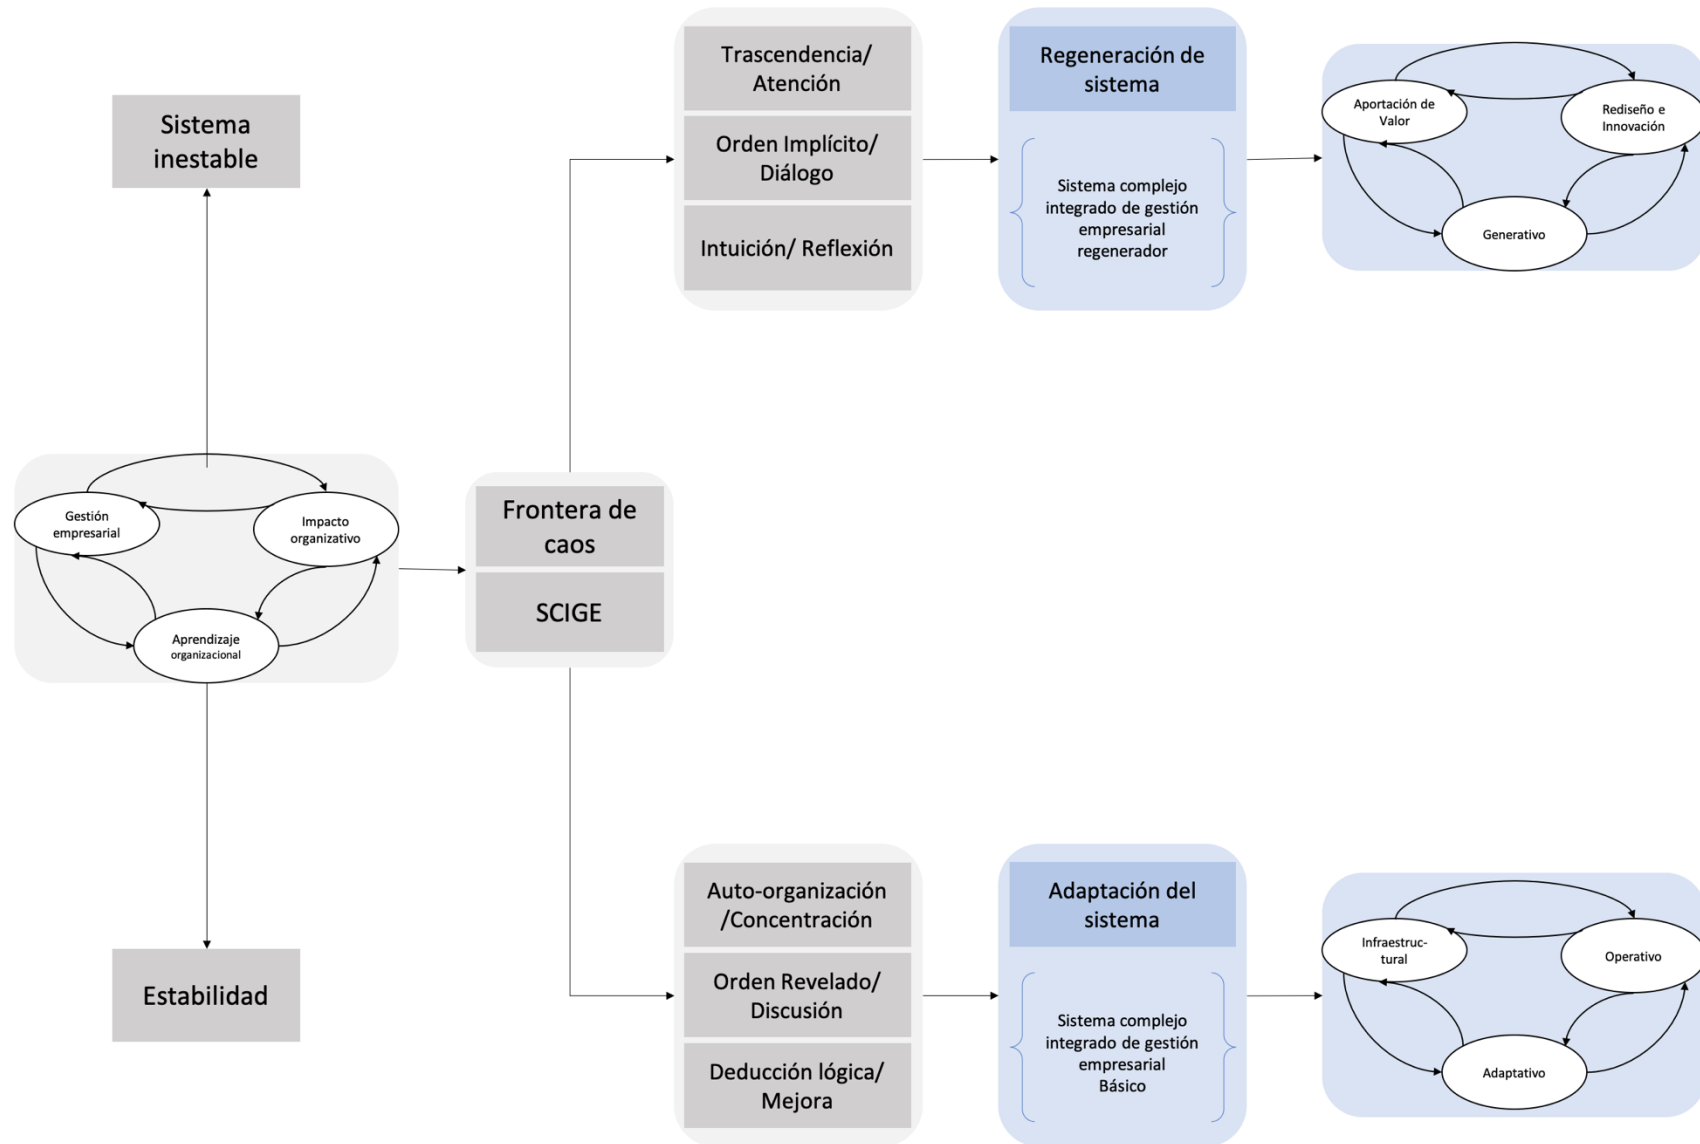 Sistema
inestable
Gestión
empresarial
Impacto
organizativo
Aprendizaje
organizacional
Estabilidad
Frontera de
caos
SCIGE
Trascendencia/
Atención
Orden Implícito/
Diálogo
Intuición/ Reflexión
Regeneración de
sistema
Sistema complejo
integrado de gestión
empresarial
regenerador
Aportación de
Valor
Rediseño e
Innovación
Generativo
Auto-organización
/Concentración
Orden Revelado/
Discusión
Deducción lógica/
Mejora
Adaptación del
sistema
Sistema complejo
integrado de gestión
empresarial
Básico
Infraestruc-
tural
Operativo
Adaptativo